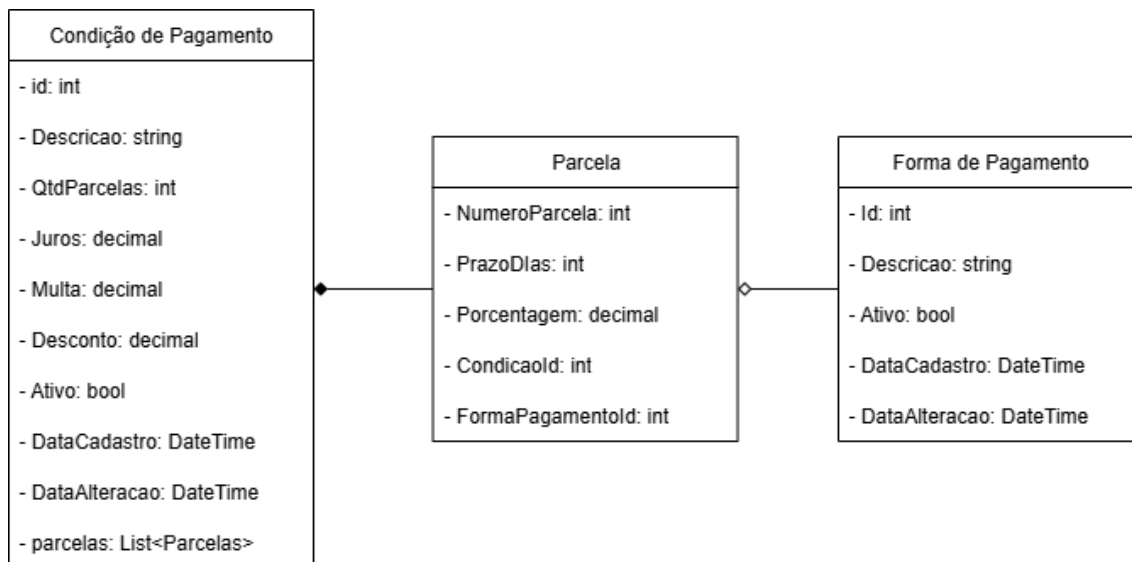 Condição de Pagamento
- id: int
- Descricao: string
- QtdParcelas: int
- Juros: decimal
- Multa: decimal
- Desconto: decimal
- Ativo: bool
- DataCadastro: DateTime
- DataAlteracao: DateTime
- parcelas: List<Parcelas>
Parcela
- NumeroParcela: int
- PrazoDIas: int
- Porcentagem: decimal
- CondicaoId: int
- FormaPagamentoId: int
Forma de Pagamento
- Id: int
- Descricao: string
- Ativo: bool
- DataCadastro: DateTime
- DataAlteracao: DateTime